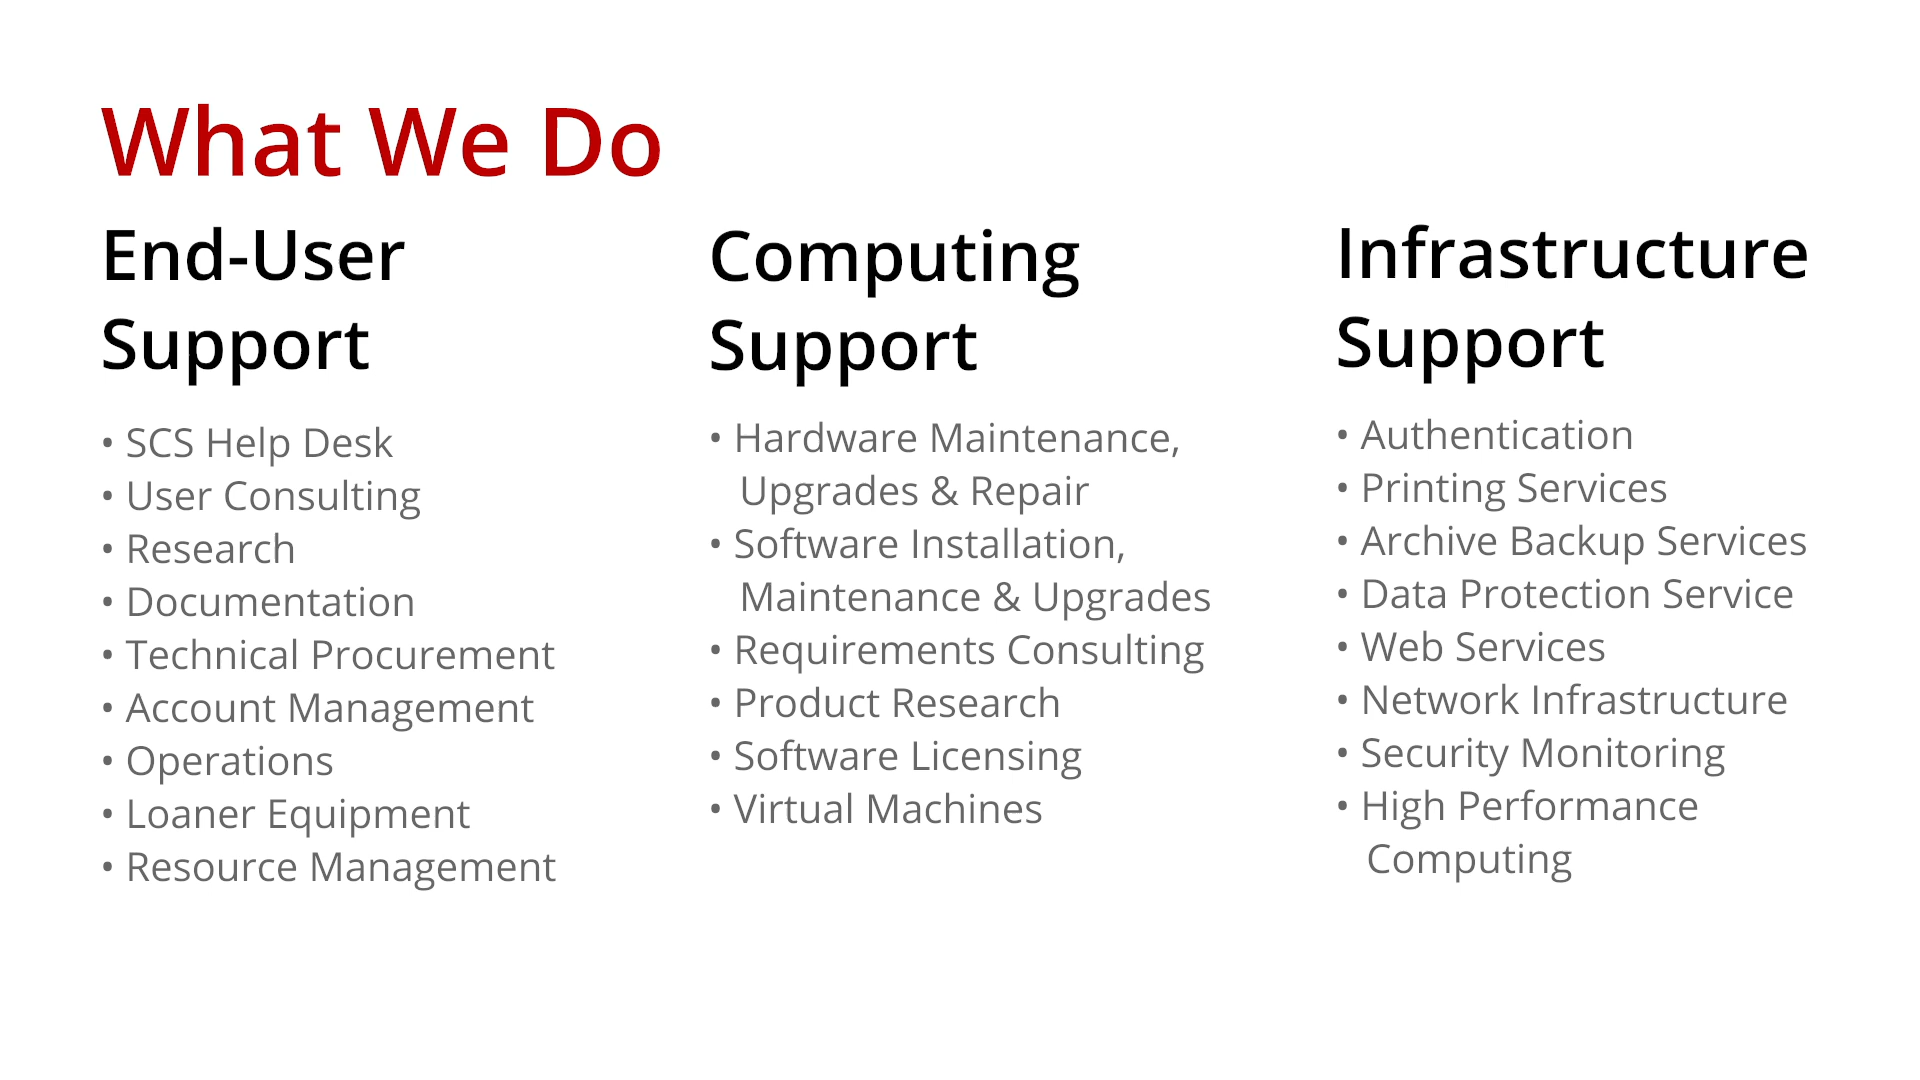 What We Do
End-User
Support
• SCS Help Desk
• User Consulting
• Research
• Documentation
• Technical Procurement
• Account Management
• Operations
• Loaner Equipment
• Resource Management
Computing
Support
• Hardware Maintenance,
Upgrades & Repair
• Software Installation,
Maintenance & Upgrades
• Requirements Consulting
• Product Research
• Software Licensing
• Virtual Machines
Infrastructure
Support
• Authentication
• Printing Services
• Archive Backup Services
• Data Protection Service
• Web Services
• Network Infrastructure
• Security Monitoring
• High Performance
Computing